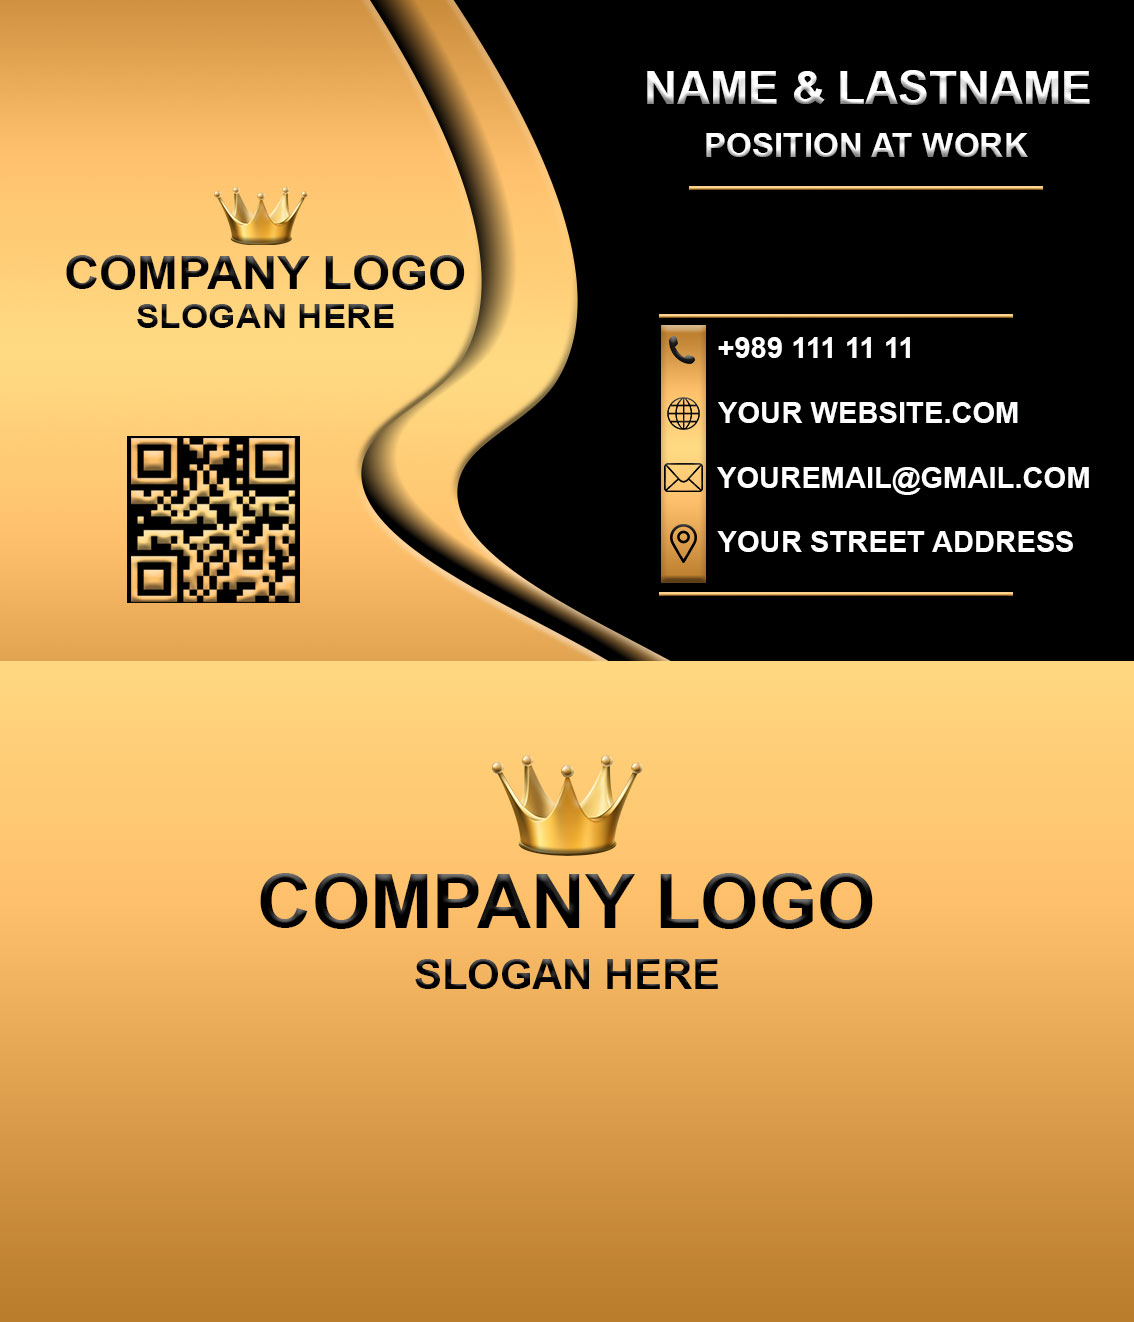 NAME & LASTNAME
POSITION AT WORK
COMPANY LOGO
SLOGAN HERE
+989 111 11 11
YOUR WEBSITE.COM
YOUREMAIL@GMAIL.COM
YOUR STREET ADDRESS
COMPANY LOGO
SLOGAN HERE